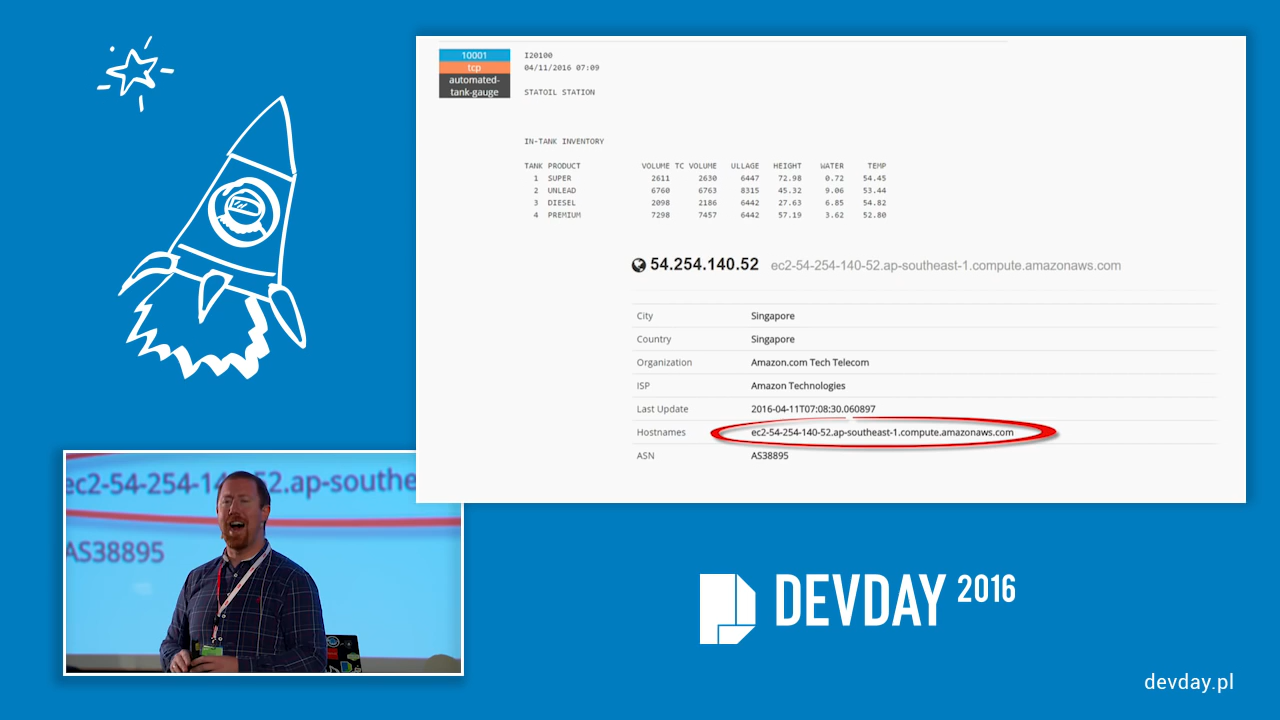 10001
tcp
automated-
tank-gauge
I20100
04/11/2016 07:09
STATOIL STATION
IN-TANK INVENTORY
TANK PRODUCT VOLUME TC VOLUME ULLAGE HEIGHT WATER TEMP
1 SUPER 2611 2630 6447 72.98 0.72 54.45
2 UNLEAD 6760 6763 8315 45.32 9.06 53.44
3 DIESEL 2098 2186 6442 27.63 6.85 54.82
4 PREMIUM 7298 7457 6442 57.19 3.62 52.80
54.254.140.52 ec2-54-254-140-52.ap-southeast-1.compute.amazonaws.com
City Singapore
Country Singapore
Organization Amazon.com Tech Telecom
ISP Amazon Technologies
Last Update 2016-04-11T07:08:30.060897
Hostnames ec2-54-254-140-52.ap-southeast-1.compute.amazonaws.com
ASN AS38895
ec2-54-254-14 52.ap-southe
AS38895
DEVDAY 2016
devday.pl